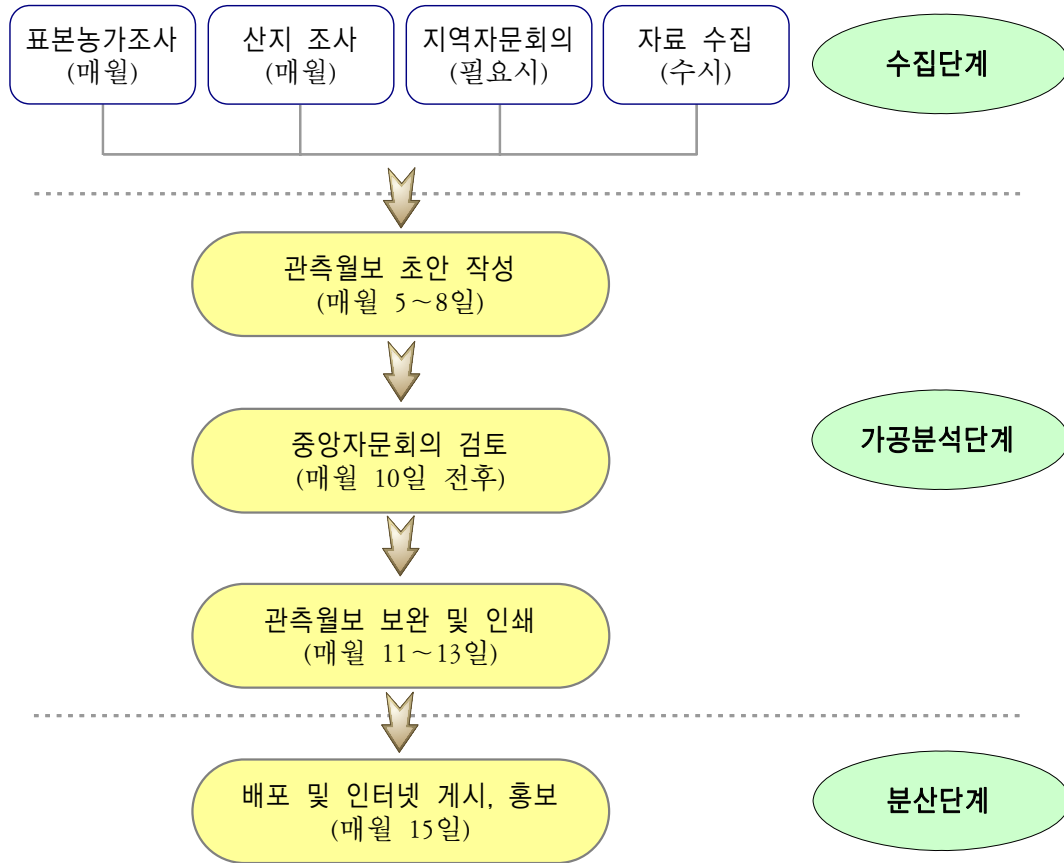 표본농가조사
(매월)
산지 조사
(매월)
지역자문회의
(필요시)
자료 수집
(수시)
수집단계
관측월보 초안 작성
(매월 5～8일)
중앙자문회의 검토
(매월 10일 전후)
가공분석단계
관측월보 보완 및 인쇄
(매월 11～13일)
배포 및 인터넷 게시, 홍보
(매월 15일)
분산단계